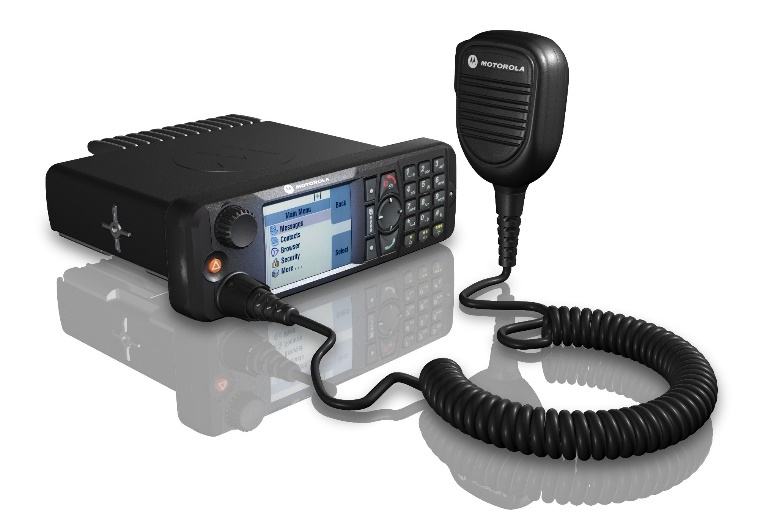 MOTOROLA
MOTOROLA
Main Menu
Back
Messages
Contacts
Browser
Security
More...
Select